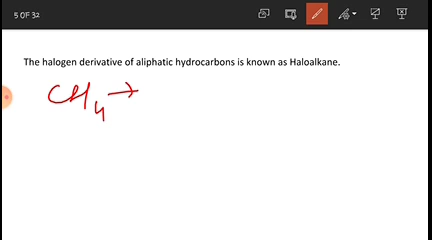 5 OF 32
The halogen derivative of aliphatic hydrocarbons is known as Haloalkane.
CH₄ →